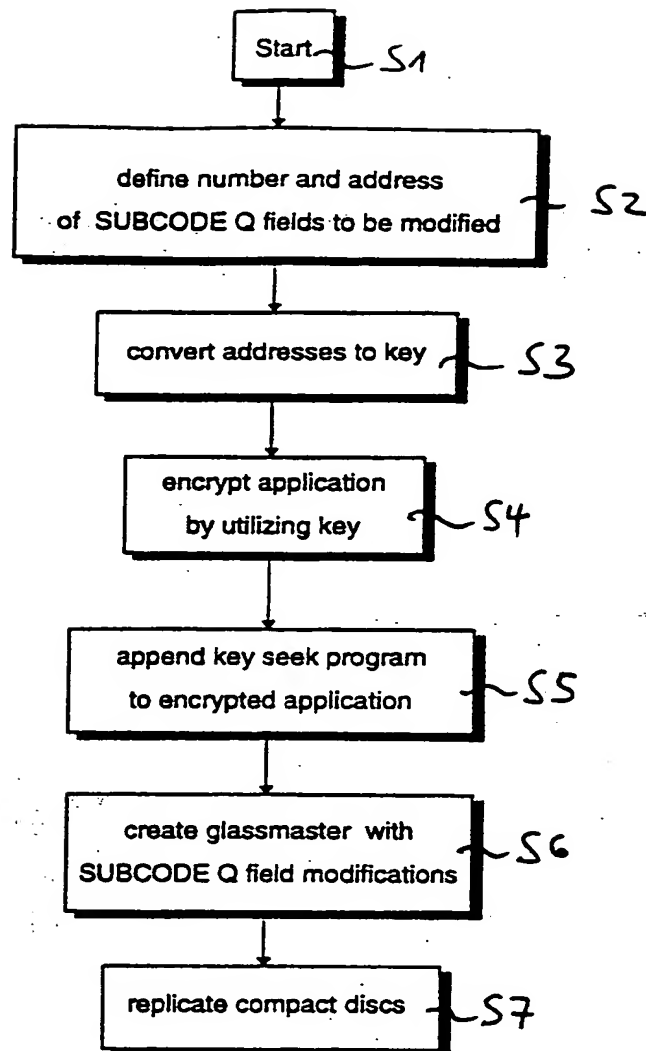 Start S1
define number and address
of SUBCODE Q fields to be modified S2
convert addresses to key S3
encrypt application
by utilizing key S4
append key seek program
to encrypted application S5
create glassmaster with
SUBCODE Q field modifications S6
replicate compact discs S7